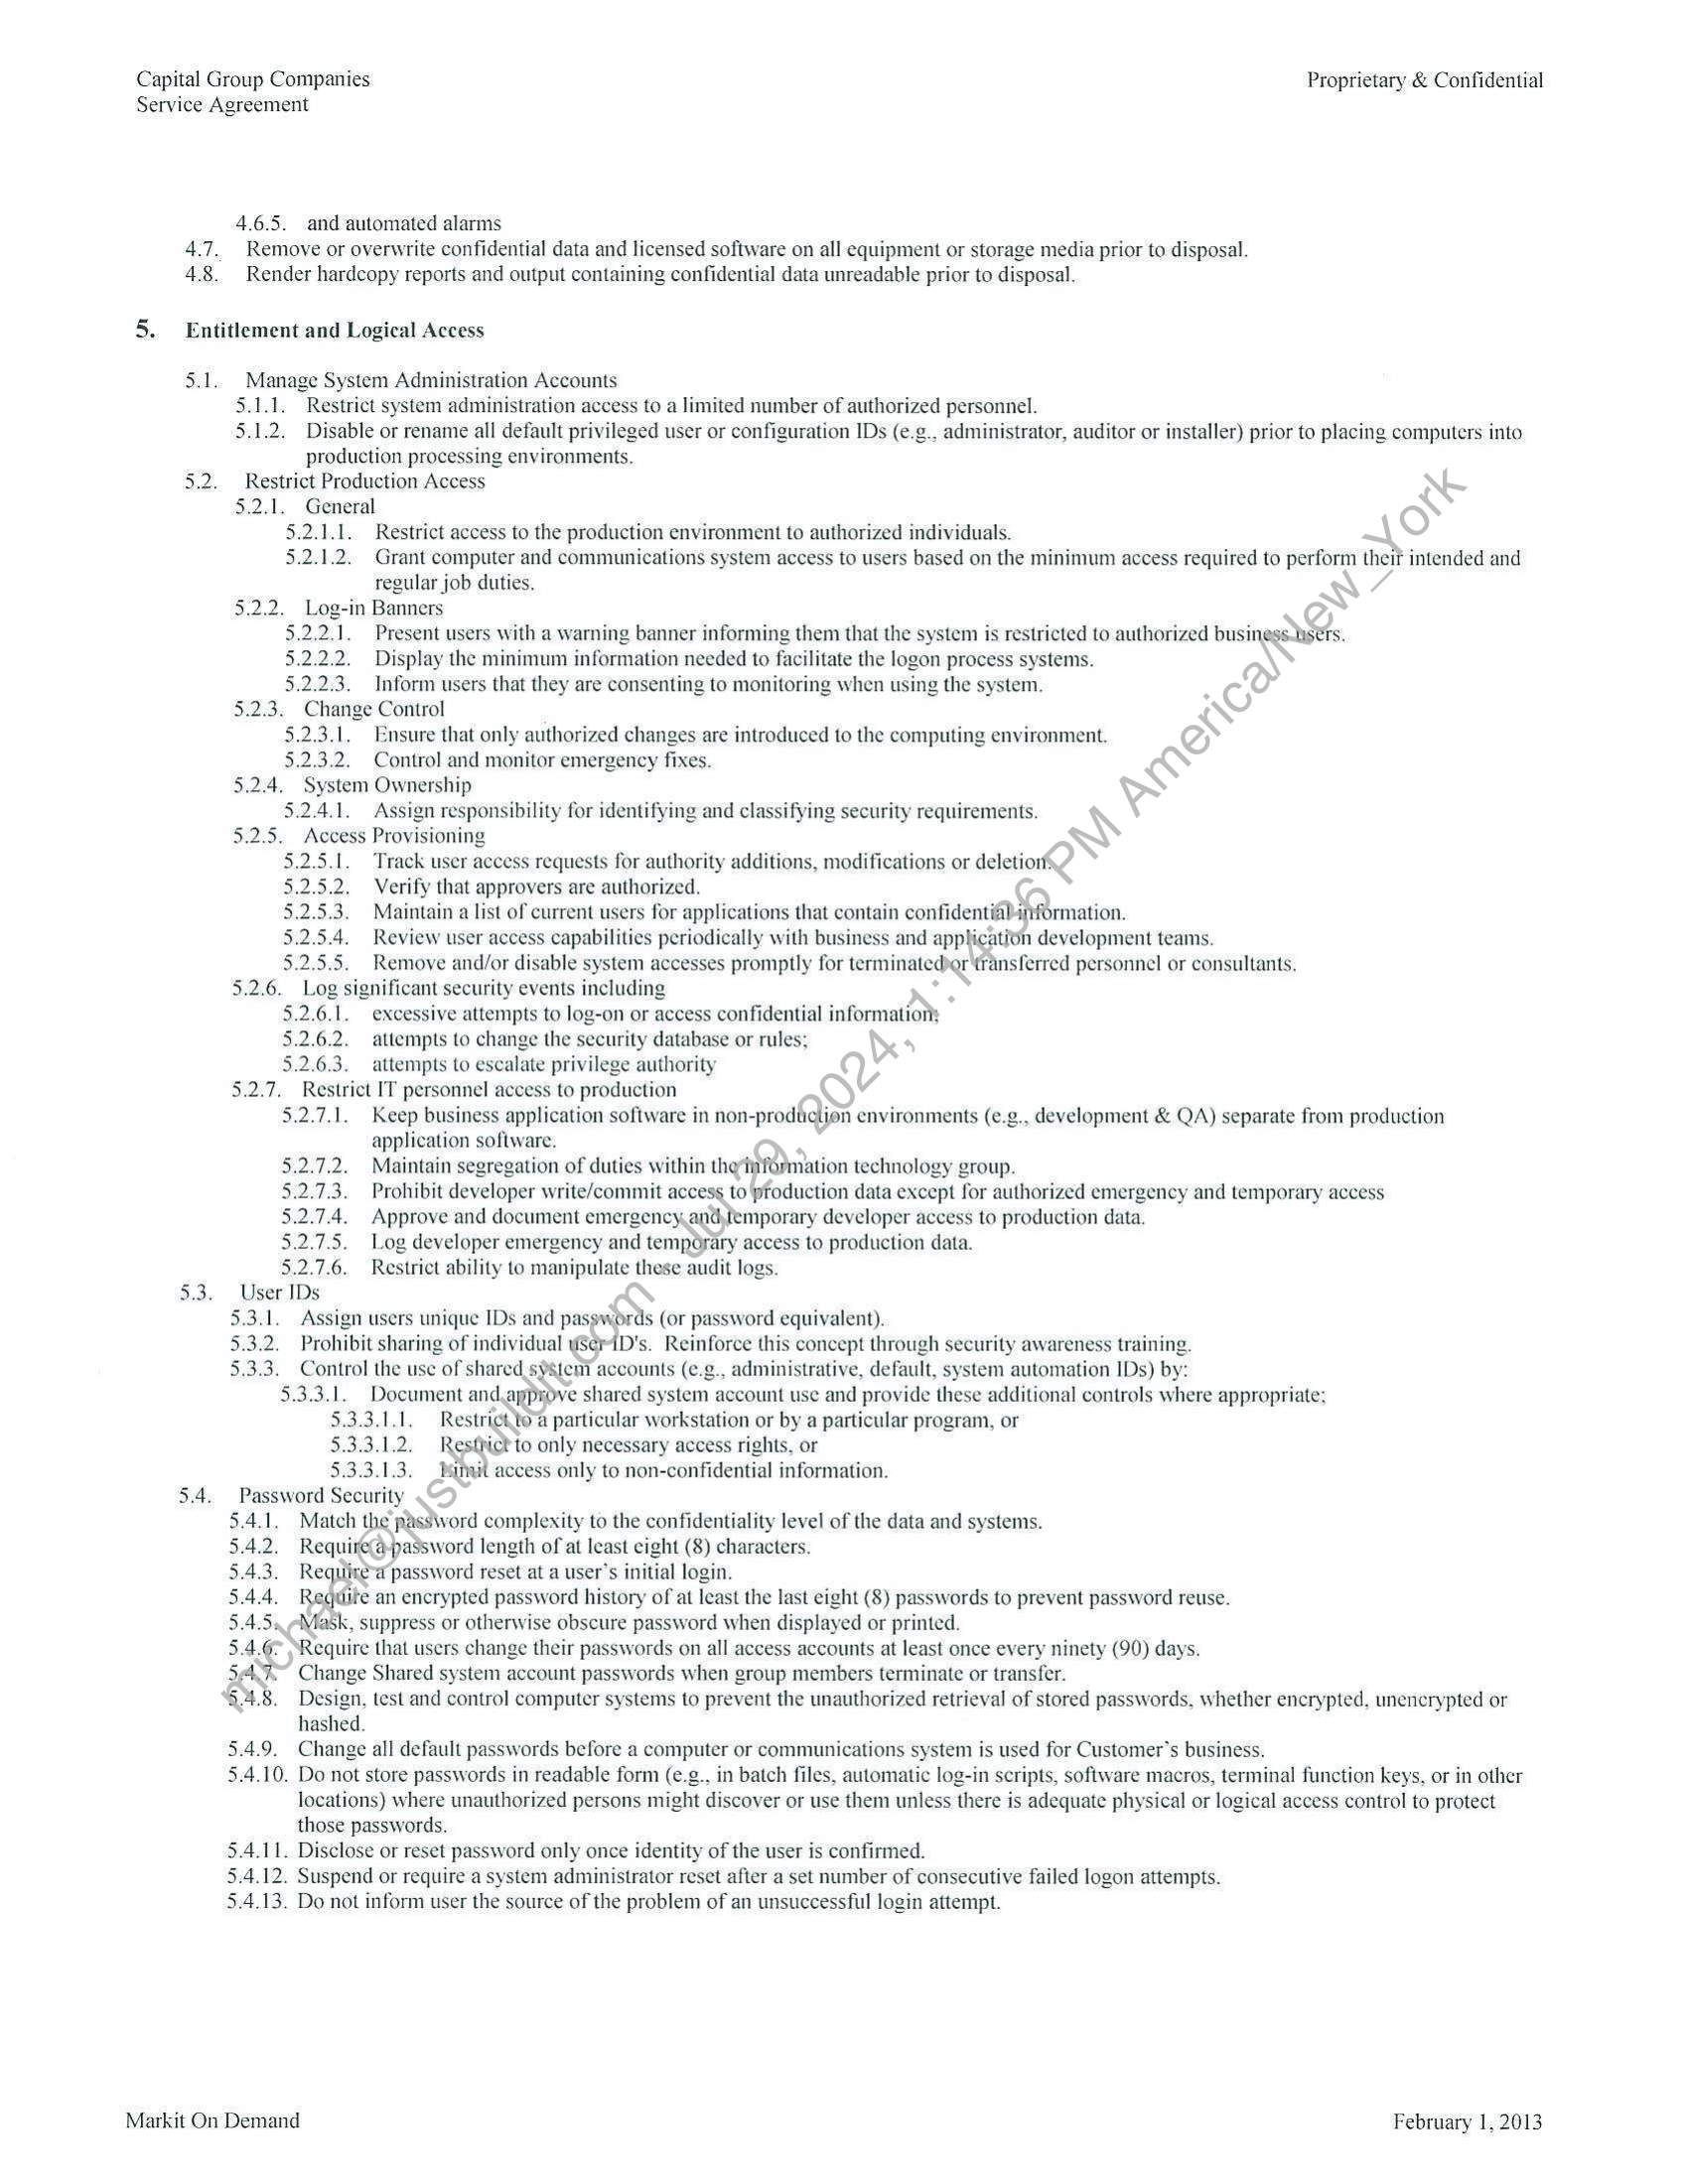 Capital Group Companies
Proprietary & Confidential
Service Agreement
4.6.5. and automated alarms
4.7. Remove or overwrite confidential data and licensed software on all equipment or storage media prior to disposal.
4.8. Render hardcopy reports and output containing confidential data unreadable prior to disposal.
5. Entitlement and Logical Access
5.1. Manage System Administration Accounts
5.1.1. Restrict system administration access to a limited number of authorized personnel.
5.1.2. Disable or rename all default privileged user or configuration IDs (e.g., administrator, auditor or installer) prior to placing computers into
production processing environments.
5.2. Restrict Production Access
5.2.1. General
5.2.1.1. Restrict access to the production environment to authorized individuals.
5.2.1.2. Grant computer and communications system access to users based on the minimum access required to perform their intended and
regular job duties.
5.2.2. Log-in Banners
5.2.2.1. Present users with a warning banner informing them that the system is restricted to authorized business users.
5.2.2.2. Display the minimum information needed to facilitate the logon process systems.
5.2.2.3. Inform users that they are consenting to monitoring when using the system.
5.2.3. Change Control
5.2.3.1. Ensure that only authorized changes are introduced to the computing environment.
5.2.3.2. Control and monitor emergency fixes.
5.2.4. System Ownership
5.2.4.1. Assign responsibility for identifying and classifying security requirements.
5.2.5. Access Provisioning
5.2.5.1. Track user access requests for authority additions, modifications or deletion.
5.2.5.2. Verify that approvers are authorized.
5.2.5.3. Maintain a list of current users for applications that contain confidential information.
5.2.5.4. Review user access capabilities periodically with business and application development teams.
5.2.5.5. Remove and/or disable system accesses promptly for terminated or transferred personnel or consultants.
5.2.6. Log significant security events including
5.2.6.1. excessive attempts to log-on or access confidential information;
5.2.6.2. attempts to change the security database or rules;
5.2.6.3. attempts to escalate privilege authority
5.2.7. Restrict IT personnel access to production
5.2.7.1. Keep business application software in non-production environments (e.g., development & QA) separate from production
application software.
5.2.7.2. Maintain segregation of duties within the information technology group.
5.2.7.3. Prohibit developer write/commit access to production data except for authorized emergency and temporary access
5.2.7.4. Approve and document emergency and temporary developer access to production data.
5.2.7.5. Log developer emergency and temporary access to production data.
5.2.7.6. Restrict ability to manipulate these audit logs.
5.3. User IDs
5.3.1. Assign users unique IDs and passwords (or password equivalent).
5.3.2. Prohibit sharing of individual user ID's. Reinforce this concept through security awareness training.
5.3.3. Control the use of shared system accounts (e.g., administrative, default, system automation IDs) by:
5.3.3.1. Document and approve shared system account use and provide these additional controls where appropriate;
5.3.3.1.1. Restrict to a particular workstation or by a particular program, or
5.3.3.1.2. Restrict to only necessary access rights, or
5.3.3.1.3. Limit access only to non-confidential information.
5.4. Password Security
5.4.1. Match the password complexity to the confidentiality level of the data and systems.
5.4.2. Require a password length of at least eight (8) characters.
5.4.3. Require a password reset at a user's initial login.
5.4.4. Require an encrypted password history of at least the last eight (8) passwords to prevent password reuse.
5.4.5. Mask, suppress or otherwise obscure password when displayed or printed.
5.4.6. Require that users change their passwords on all access accounts at least once every ninety (90) days.
5.4.7. Change Shared system account passwords when group members terminate or transfer.
5.4.8. Design, test and control computer systems to prevent the unauthorized retrieval of stored passwords, whether encrypted, unencrypted or
hashed.
5.4.9. Change all default passwords before a computer or communications system is used for Customer's business.
5.4.10. Do not store passwords in readable form (e.g., in batch files, automatic log-in scripts, software macros, terminal function keys, or in other
locations) where unauthorized persons might discover or use them unless there is adequate physical or logical access control to protect
those passwords.
5.4.11. Disclose or reset password only once identity of the user is confirmed.
5.4.12. Suspend or require a system administrator reset after a set number of consecutive failed logon attempts.
5.4.13. Do not inform user the source of the problem of an unsuccessful login attempt.
michael@justbuildit.com - Jul 29, 2024, 1:14:36 PM America/New_York
Markit On Demand
February 1, 2013